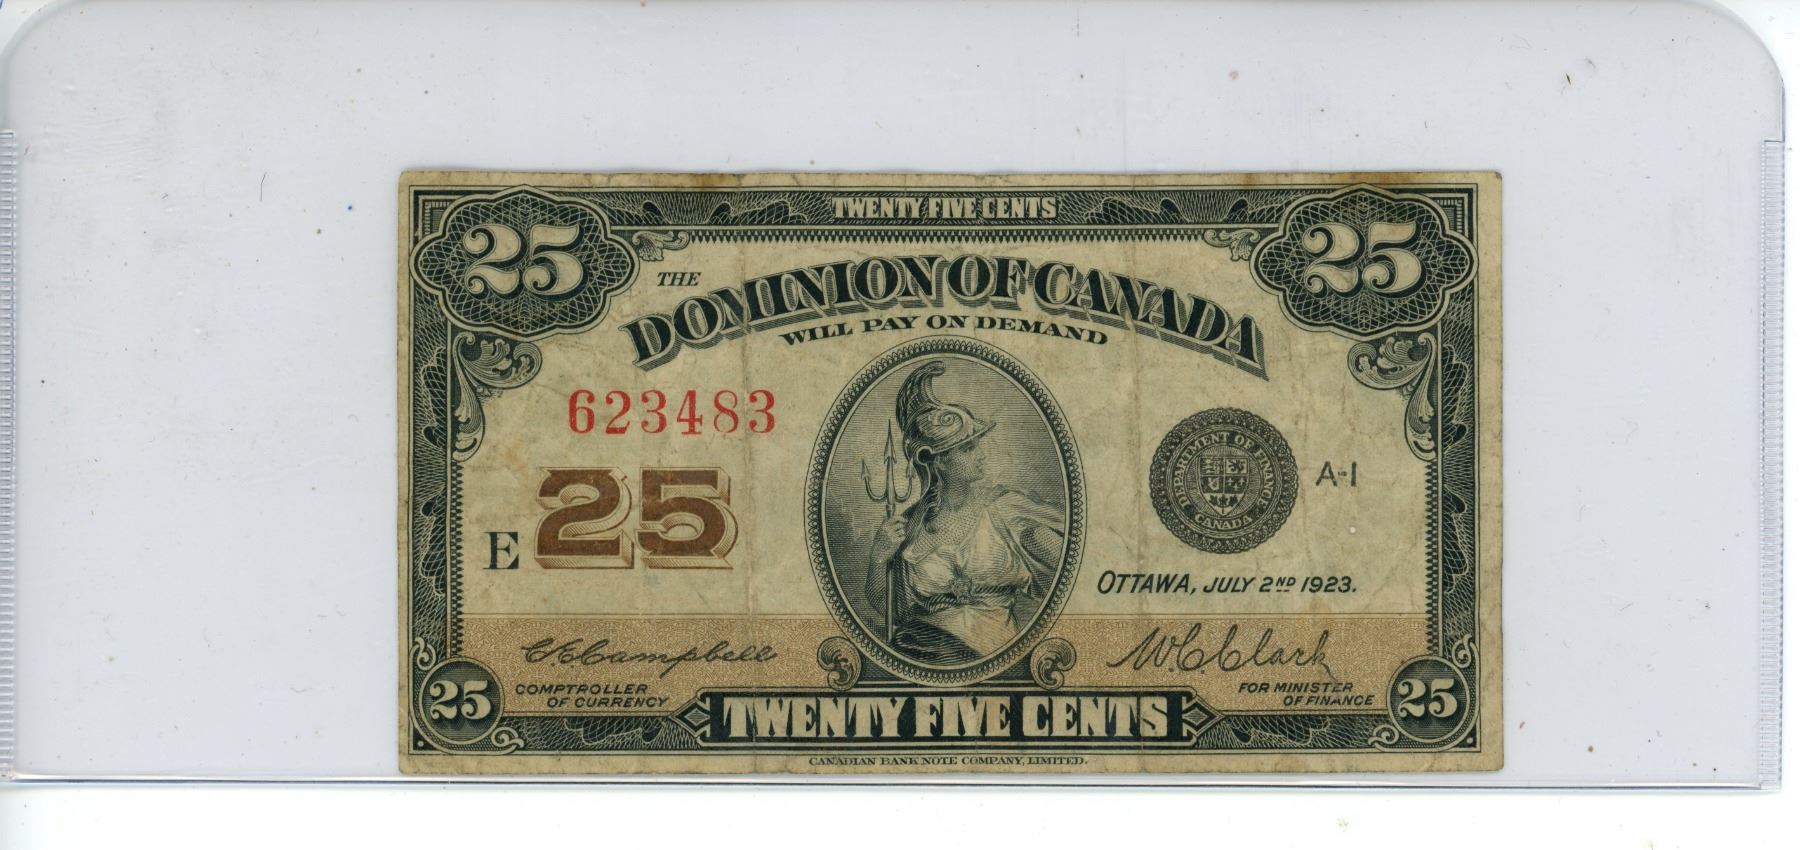 TWENTY FIVE CENTS
25 25
THE
DOMINION OF CANADA
WILL PAY ON DEMAND
623483
DEPARTMENT OF FINANCE
CANADA
A-1
E 25
OTTAWA, JULY 2ND 1923.
C.E. Campbell
W.C. Clark
COMPTROLLER
OF CURRENCY
FOR MINISTER
OF FINANCE
25 TWENTY FIVE CENTS 25
CANADIAN BANK NOTE COMPANY, LIMITED.